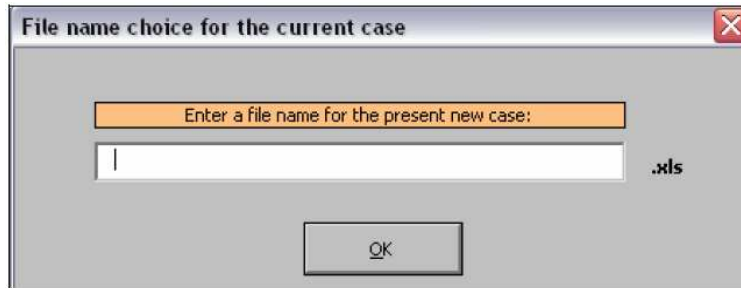 File name choice for the current case
Enter a file name for the present new case:
.xls
OK